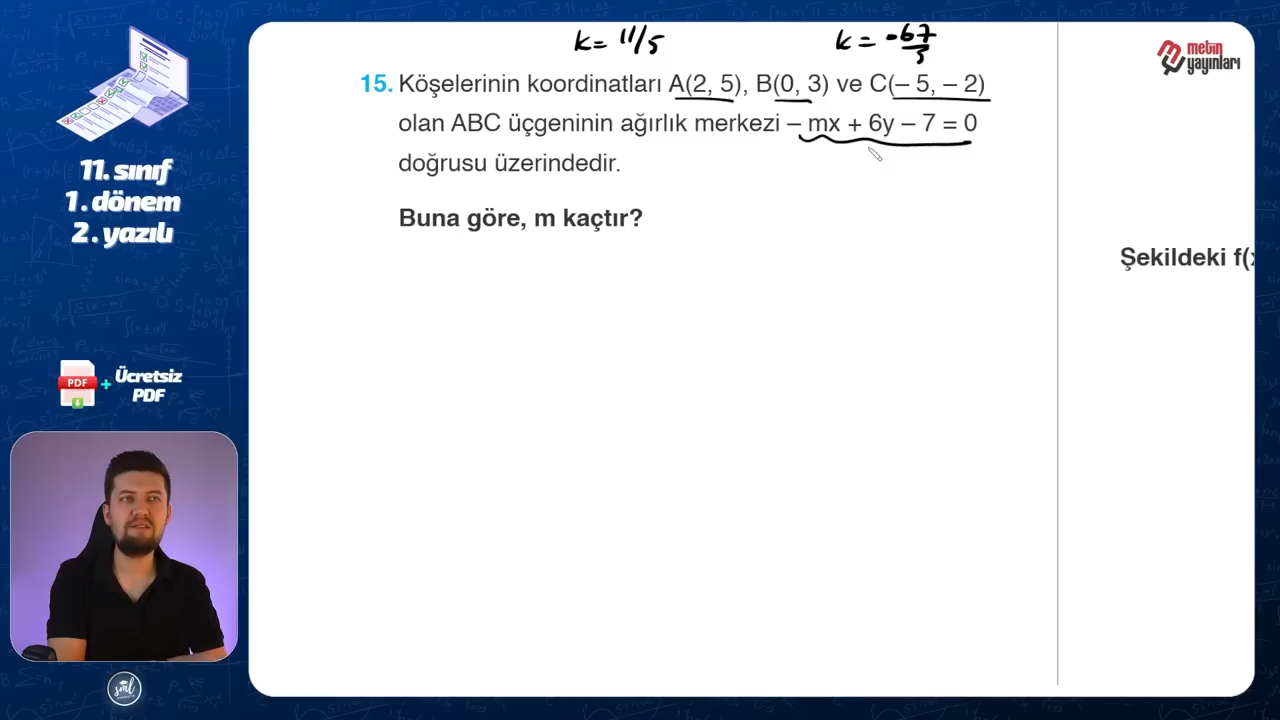 k = 11/5
k = -67/5
metin
yayınları
15. Köşelerinin koordinatları A(2, 5), B(0, 3) ve C(– 5, – 2)
olan ABC üçgeninin ağırlık merkezi – mx + 6y – 7 = 0
doğrusu üzerindedir.
Buna göre, m kaçtır?
Şekildeki f(x
11. sınıf
1. dönem
2. yazılı
PDF
+ Ücretsiz
PDF
sml